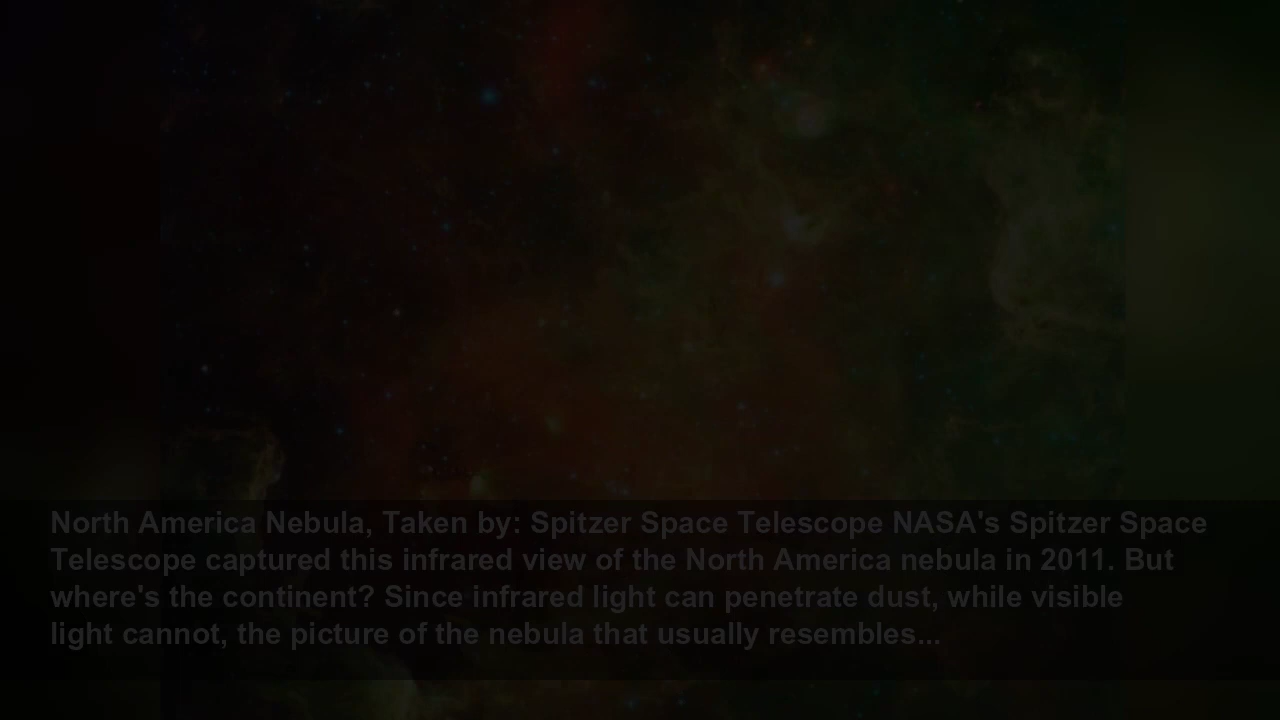 North America Nebula, Taken by: Spitzer Space Telescope NASA's Spitzer Space
Telescope captured this infrared view of the North America nebula in 2011. But
where's the continent? Since infrared light can penetrate dust, while visible
light cannot, the picture of the nebula that usually resembles...